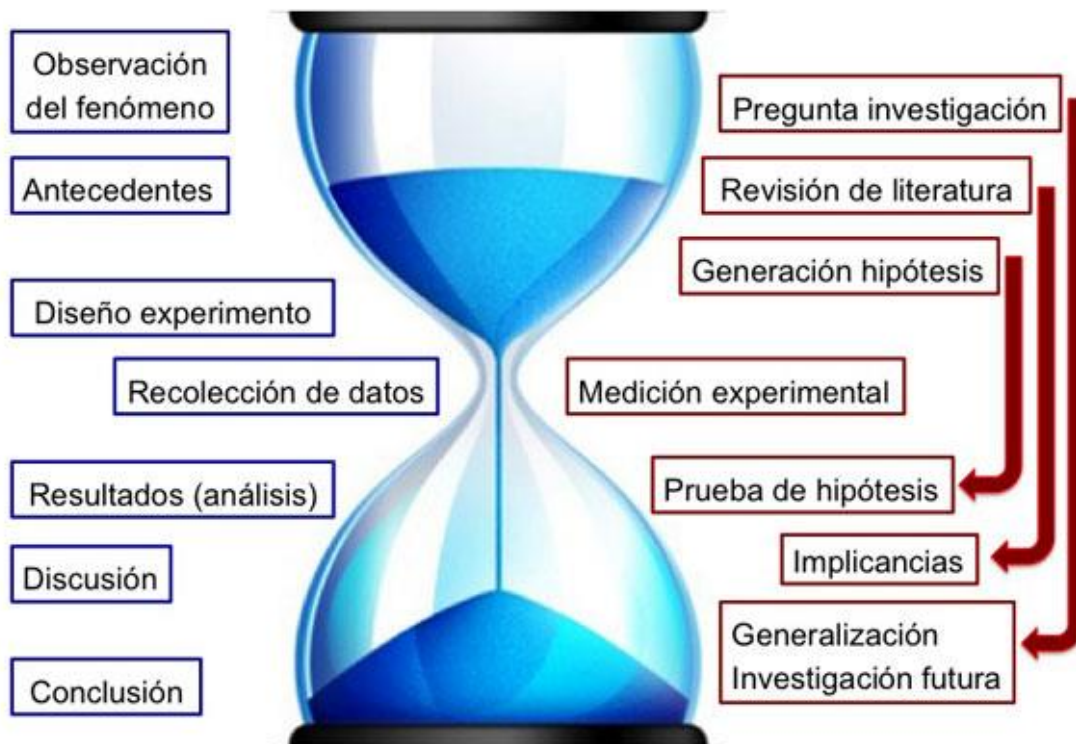 Observación
del fenómeno
Pregunta investigación
Antecedentes
Revisión de literatura
Generación hipótesis
Diseño experimento
Recolección de datos
Medición experimental
Resultados (análisis)
Prueba de hipótesis
Discusión
Implicancias
Generalización
Investigación futura
Conclusión